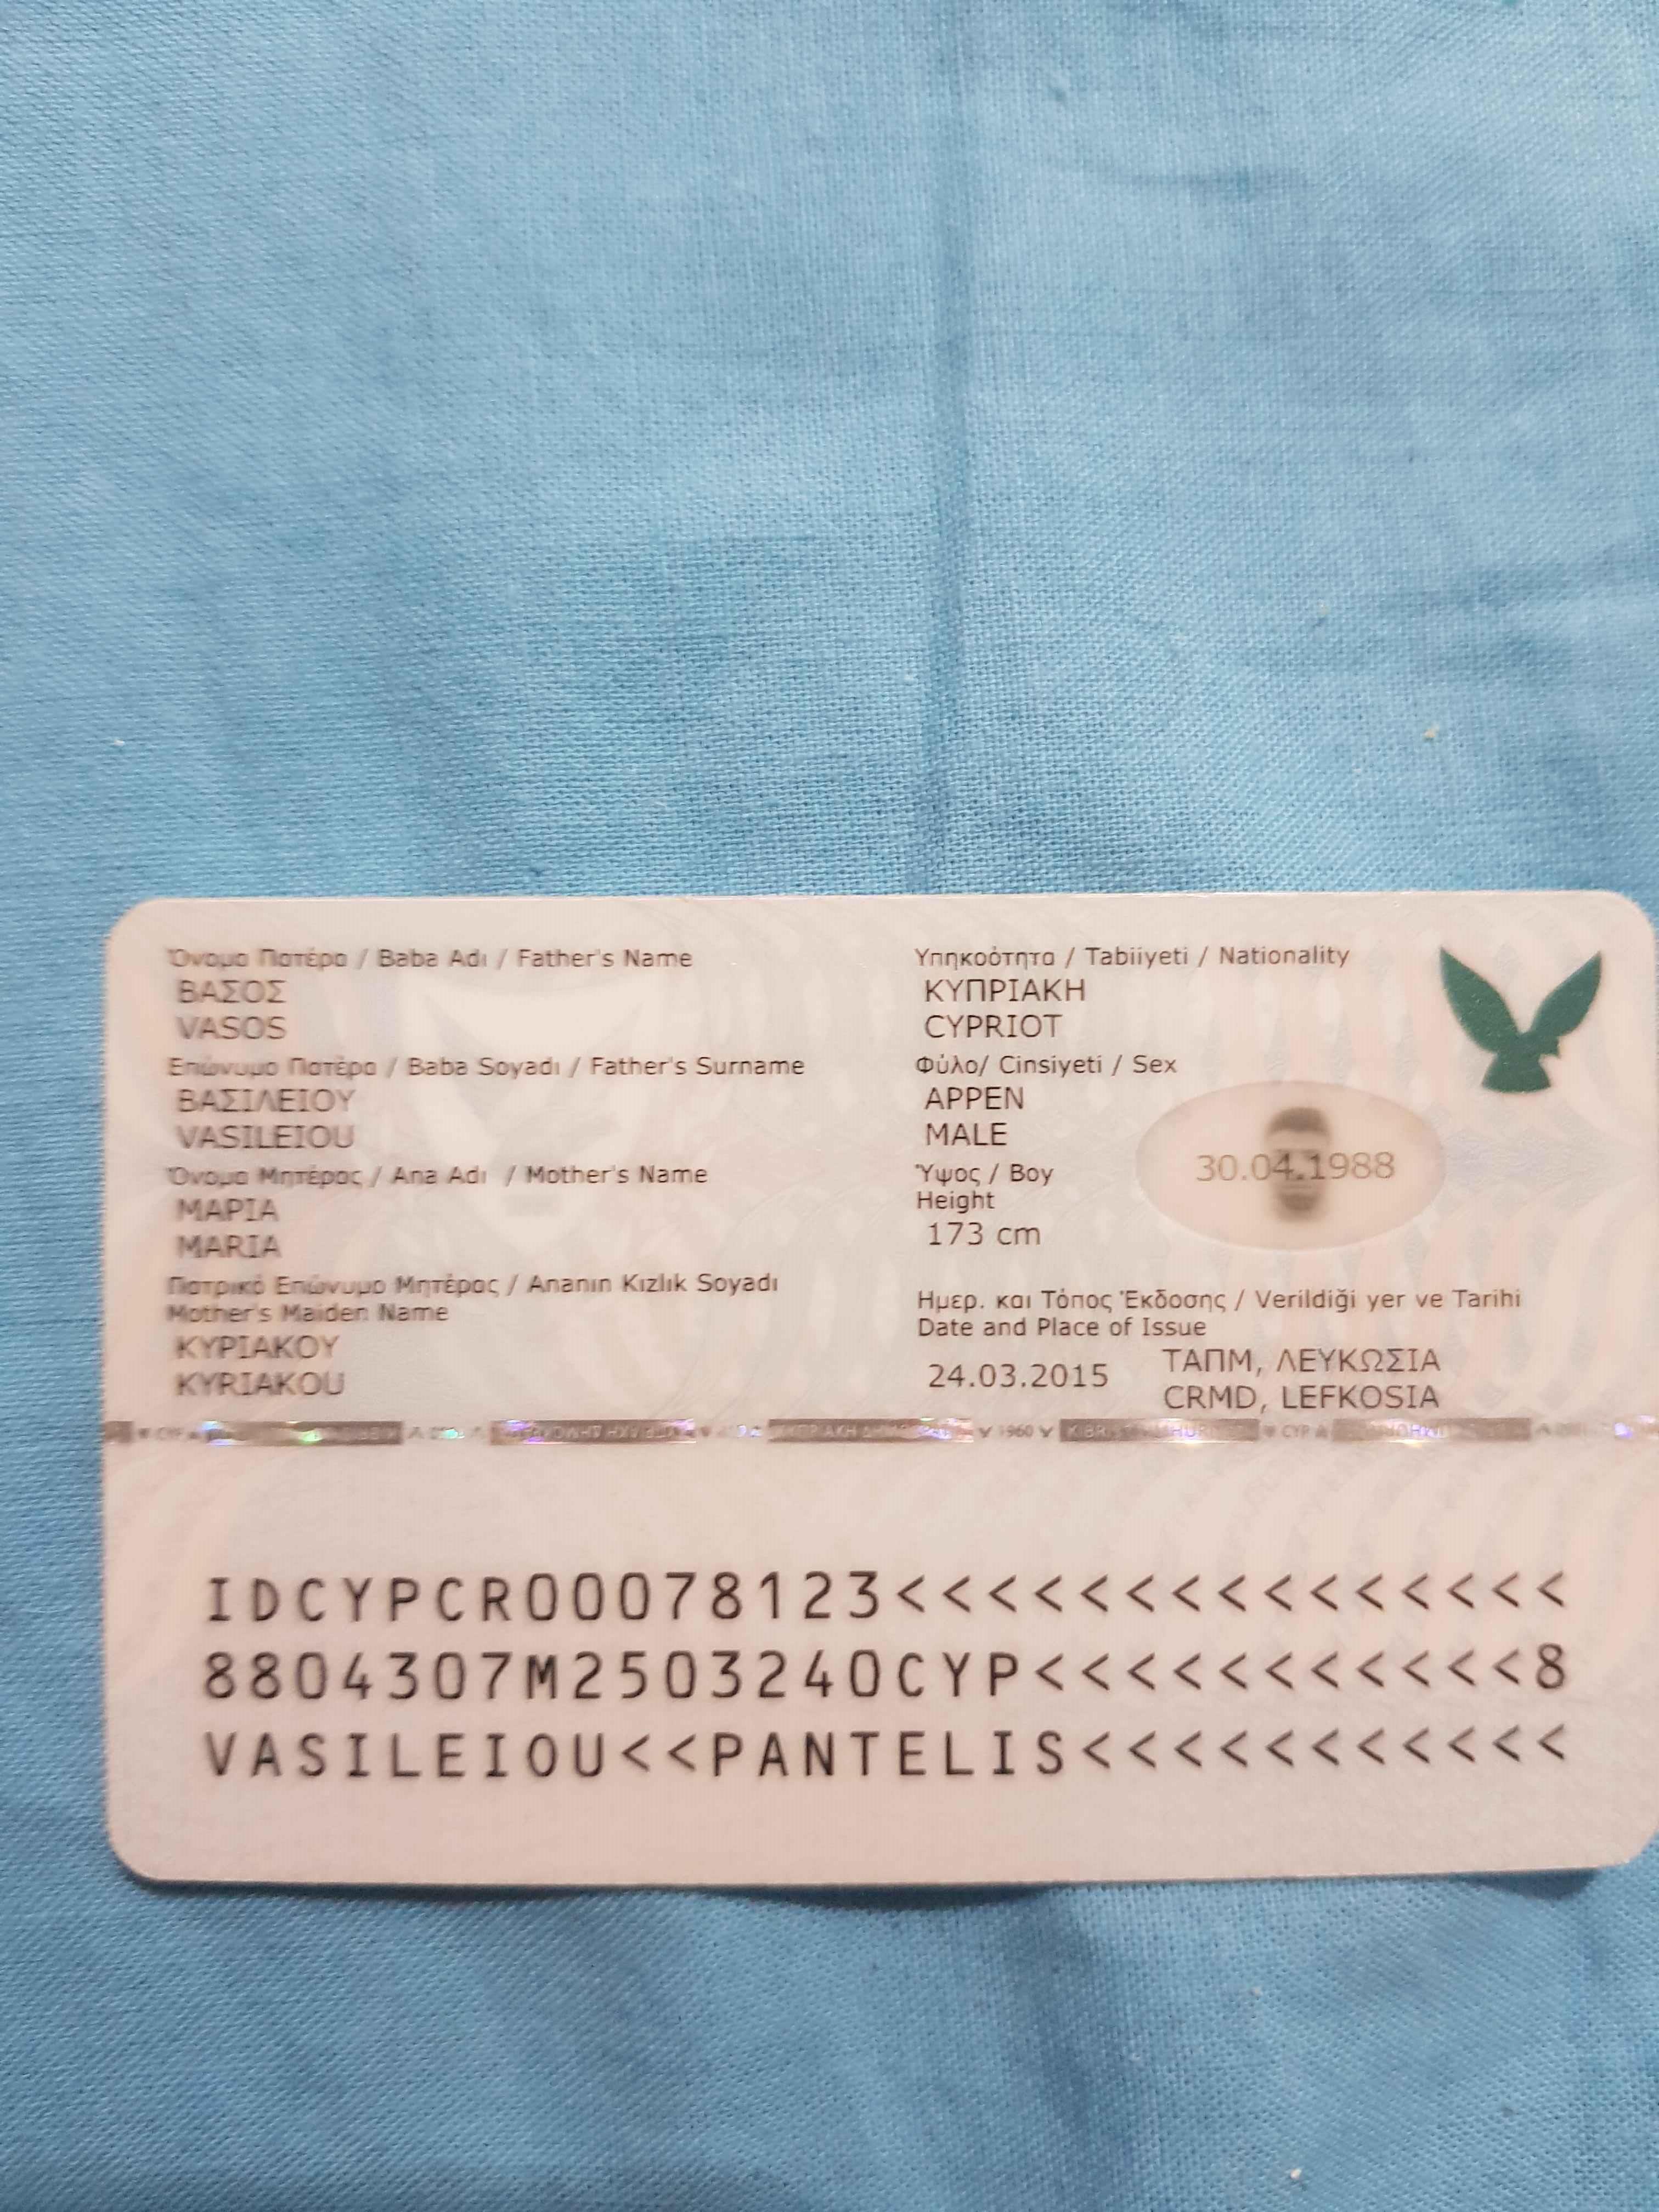 Όνομα Πατέρα / Baba Adı / Father's Name
ΒΑΣΟΣ
VASOS
Επώνυμο Πατέρα / Baba Soyadı / Father's Surname
ΒΑΣΙΛΕΙΟΥ
VASILEIOU
Όνομα Μητέρας / Ana Adı / Mother's Name
ΜΑΡΙΑ
MARIA
Πατρικό Επώνυμο Μητέρας / Ananın Kızlık Soyadı
Mother's Maiden Name
ΚΥΡΙΑΚΟΥ
KYRIAKOU
Υπηκοότητα / Tabiiyeti / Nationality
ΚΥΠΡΙΑΚΗ
CYPRIOT
Φύλο/ Cinsiyeti / Sex
ΑΡΡΕΝ
MALE
Ύψος / Boy
Height
173 cm
30.04.1988
Ημερ. και Τόπος Έκδοσης / Verildiği yer ve Tarihi
Date and Place of Issue
24.03.2015
ΤΑΠΜ, ΛΕΥΚΩΣΙΑ
CRMD, LEFKOSIA
1960
CYP
IDCYPCR00078123<<<<<<<<<<<<<<<
8804307M2503240CYP<<<<<<<<<<<8
VASILEIOU<<PANTELIS<<<<<<<<<<<